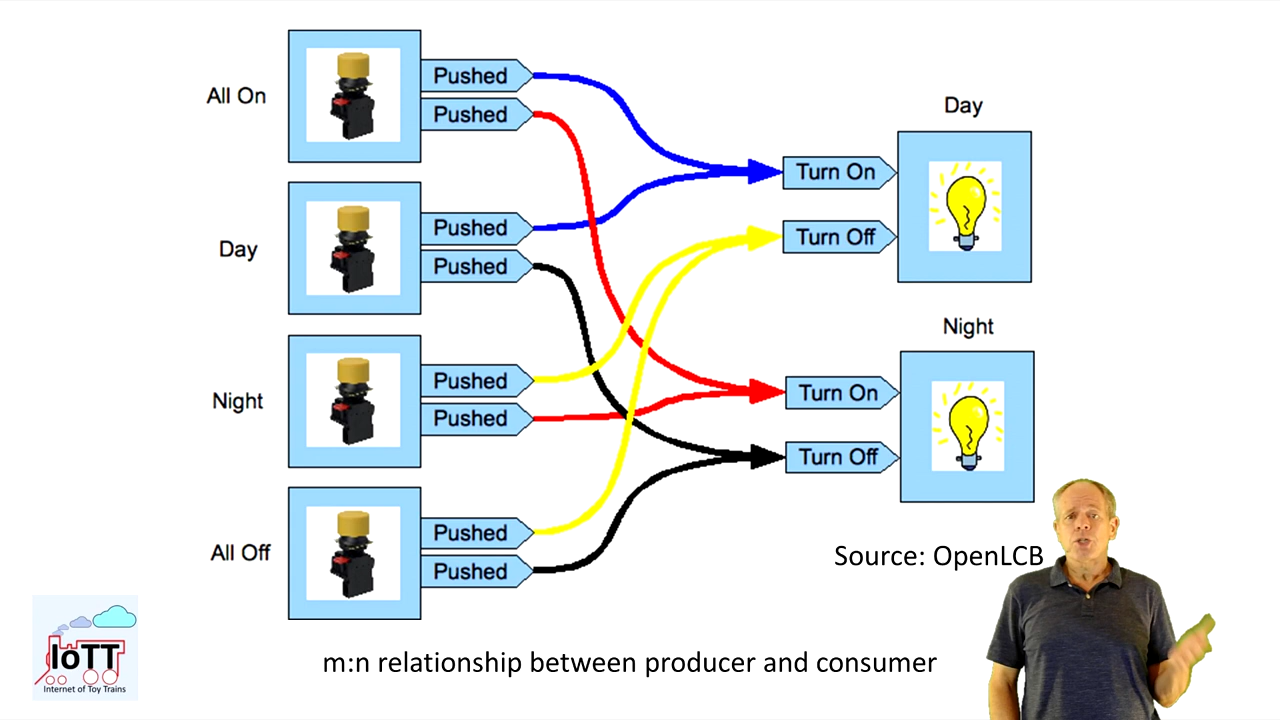 All On
Pushed
Pushed
Day
Pushed
Pushed
Night
Pushed
Pushed
All Off
Pushed
Pushed
Day
Turn On
Turn Off
Night
Turn On
Turn Off
Source: OpenLCB
m:n relationship between producer and consumer
IoTT
Internet of Toy Trains